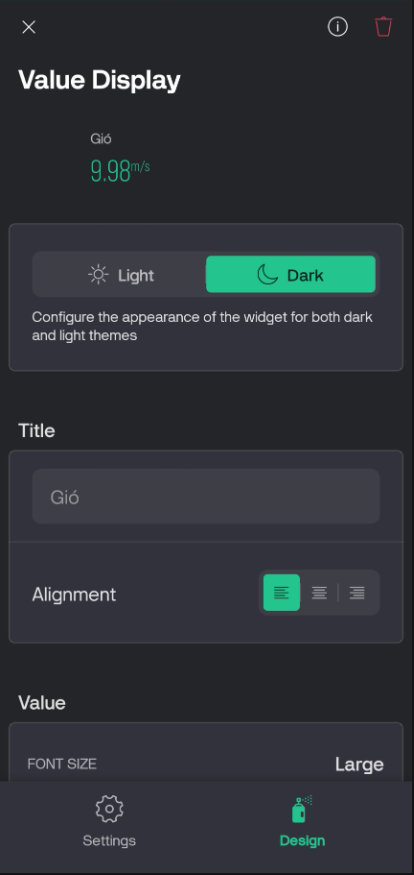 Value Display
Gió
9.98m/s
Light
Dark
Configure the appearance of the widget for both dark
and light themes
Title
Gió
Alignment
Value
FONT SIZE
Large
Settings
Design